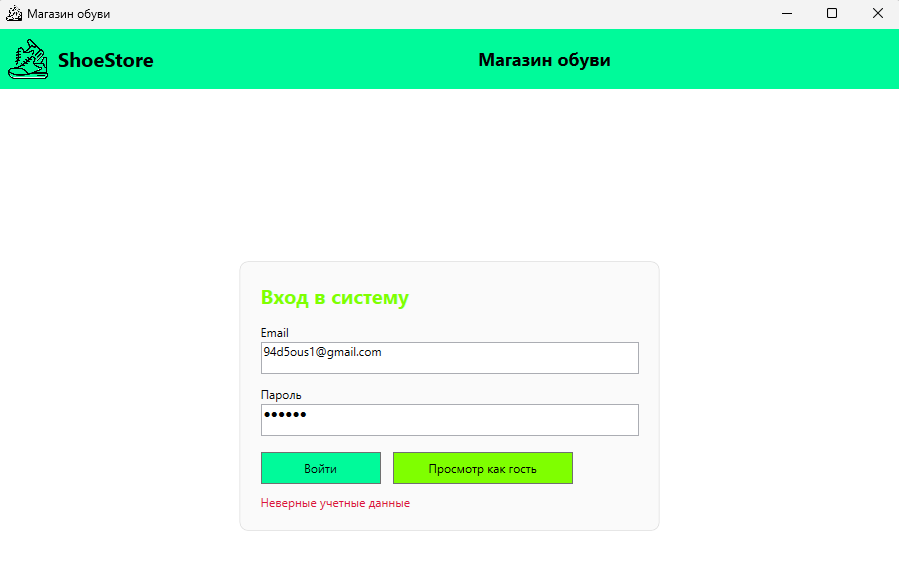 Магазин обуви
ShoeStore
Магазин обуви
Вход в систему
Email
94d5ous1@gmail.com
Пароль
••••••
Войти
Просмотр как гость
Неверные учетные данные